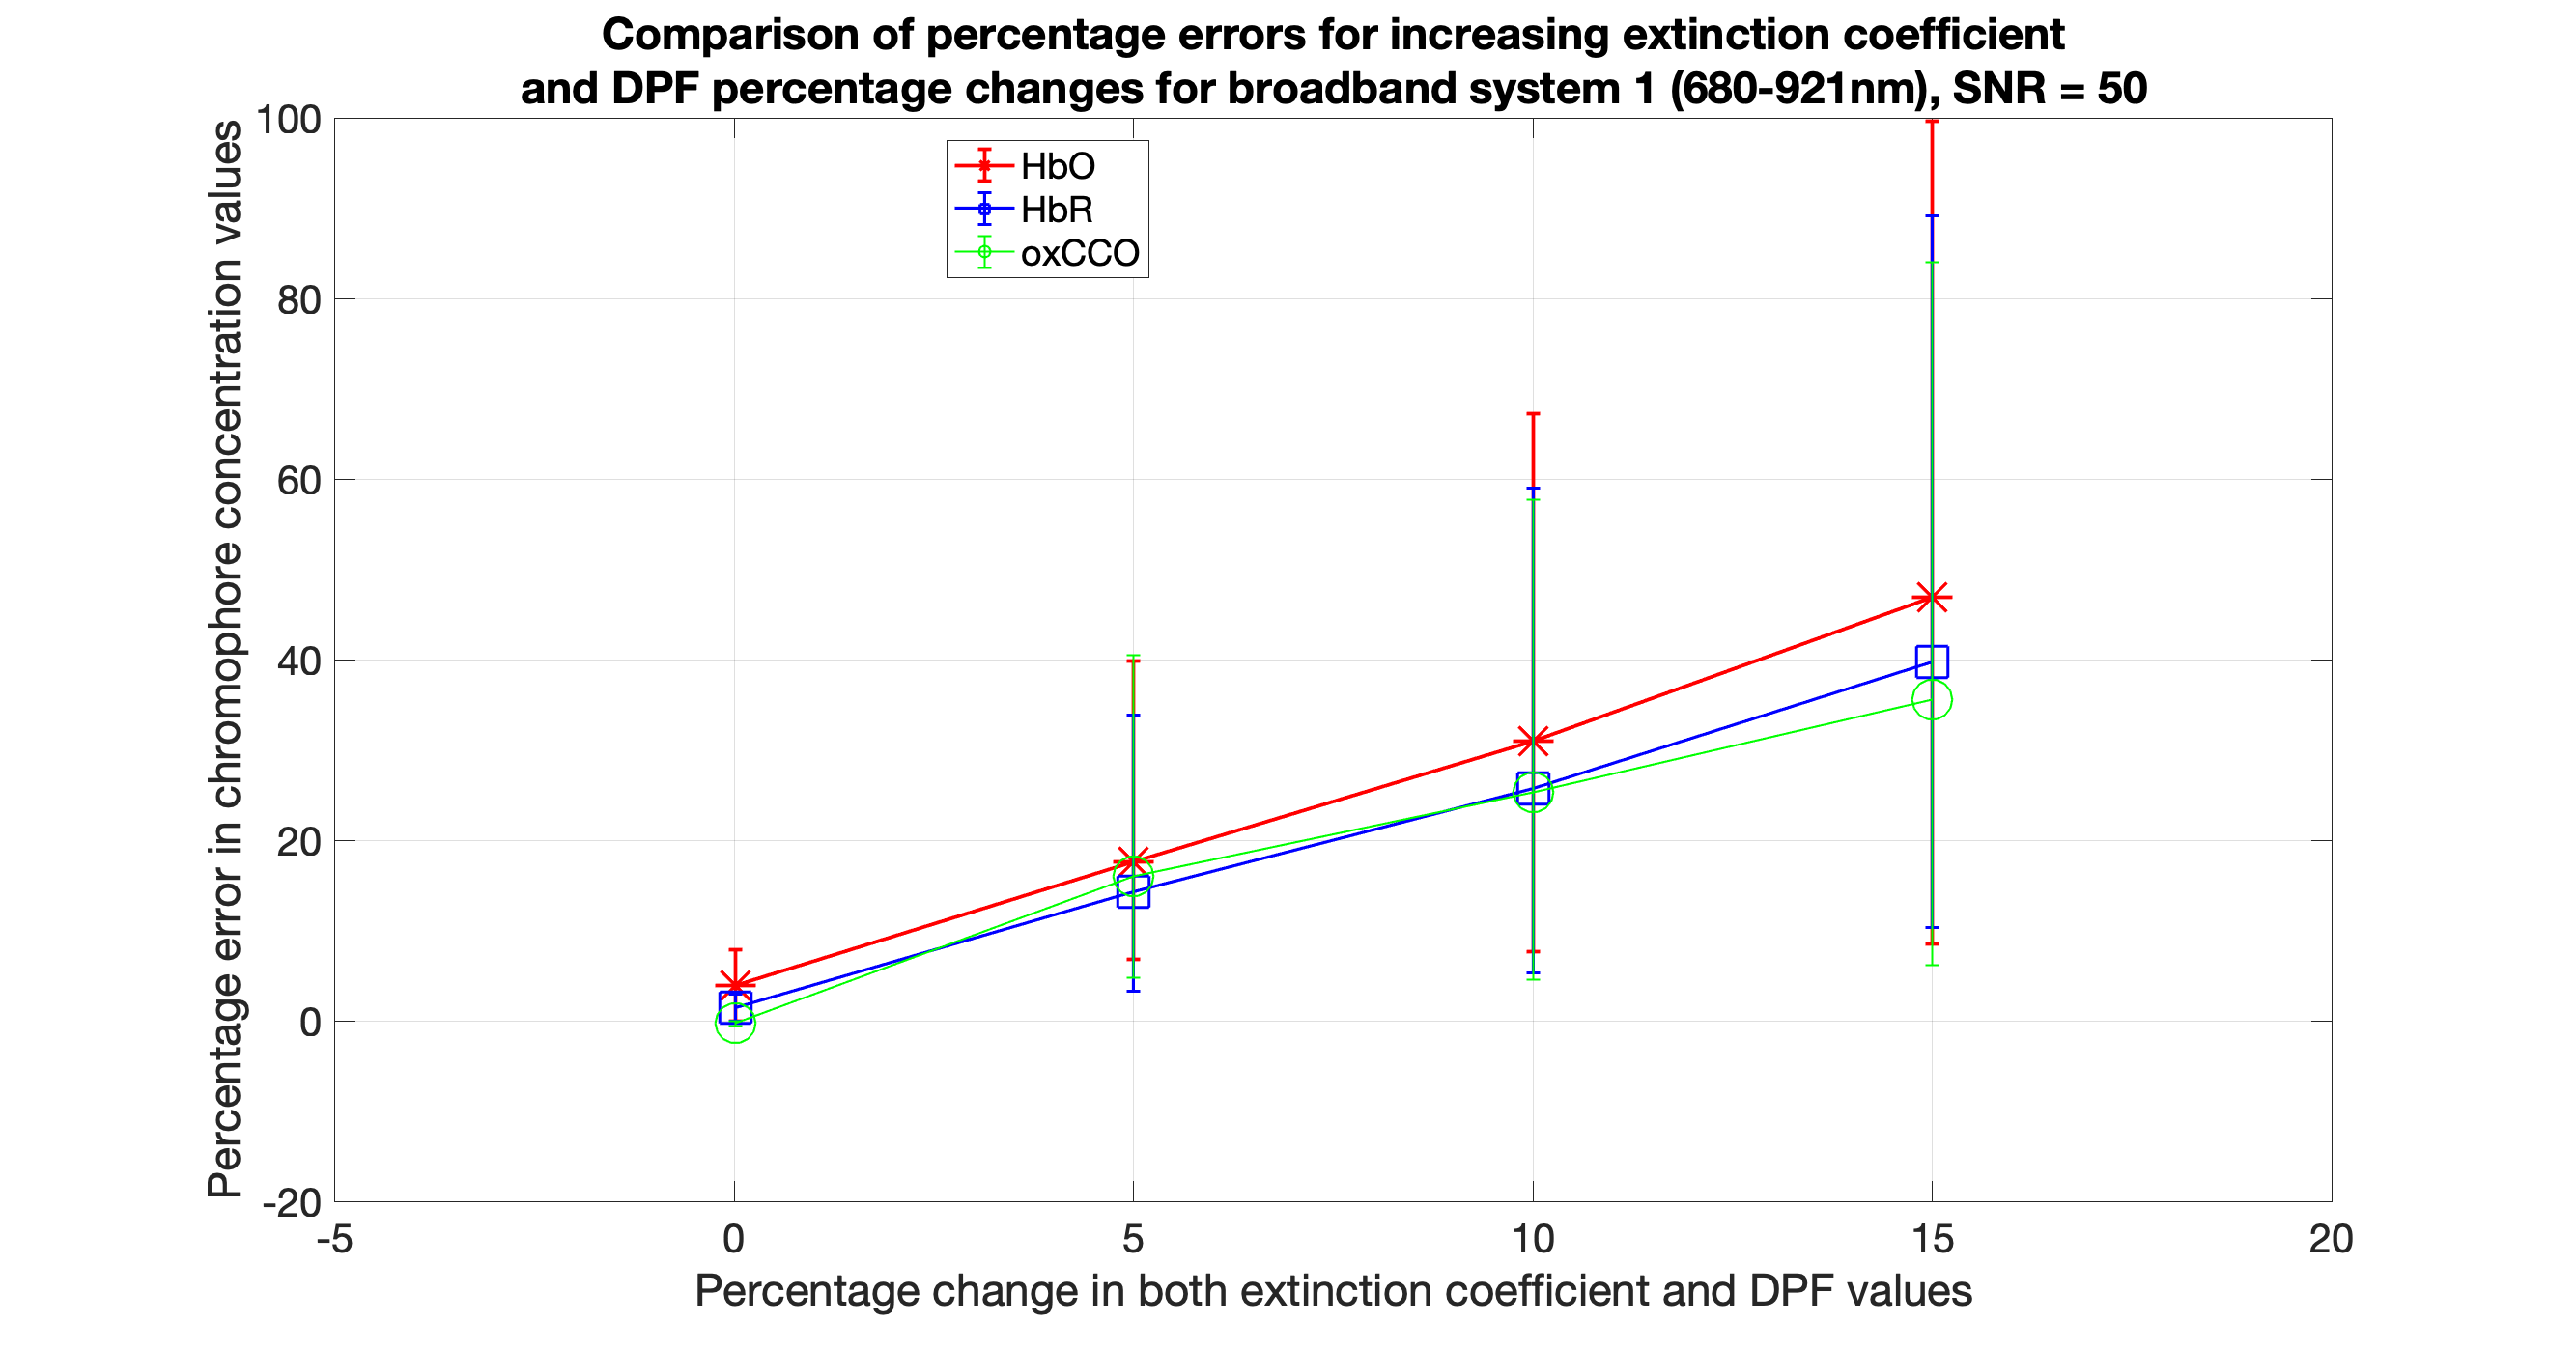 Comparison of percentage errors for increasing extinction coefficient
and DPF percentage changes for broadband system 1 (680-921nm), SNR = 50
Percentage error in chromophore concentration values
100
80
60
40
20
0
-20
HbO
HbR
oxCCO
-5
0
5
10
15
20
Percentage change in both extinction coefficient and DPF values